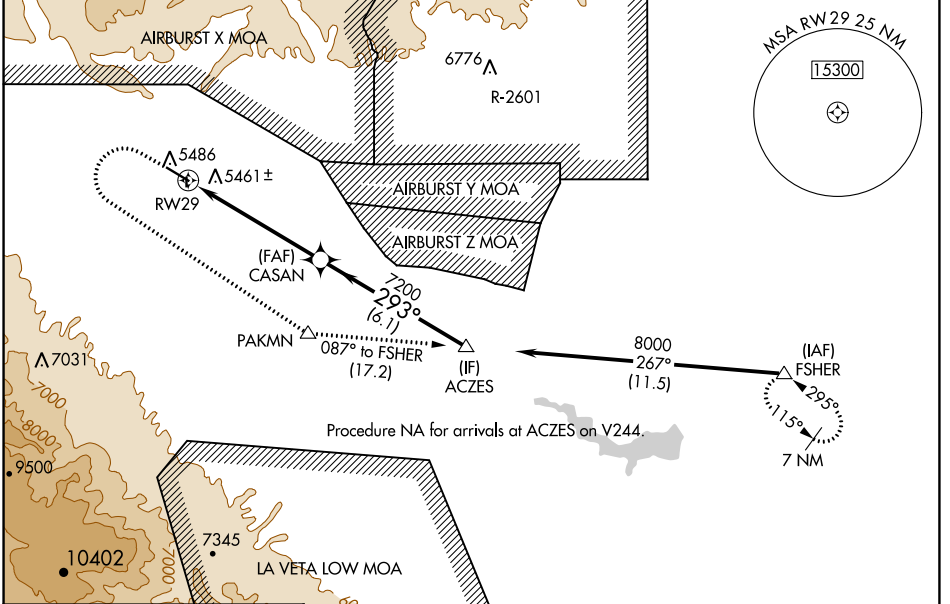 AIRBURST X MOA
6776
R-2601
MSA RW 29 25 NM
15300
5486
5461 ±
RW29
AIRBURST Y MOA
AIRBURST Z MOA
(FAF)
CASAN
7200
293°
(6.1)
PAKMN
087° to FSHER
(17.2)
(IF)
ACZES
8000
267°
(11.5)
(IAF)
FSHER
295°
115°
7 NM
7031
7000
8000
9500
10402
7000
Procedure NA for arrivals at ACZES on V244.
7345
LA VETA LOW MOA